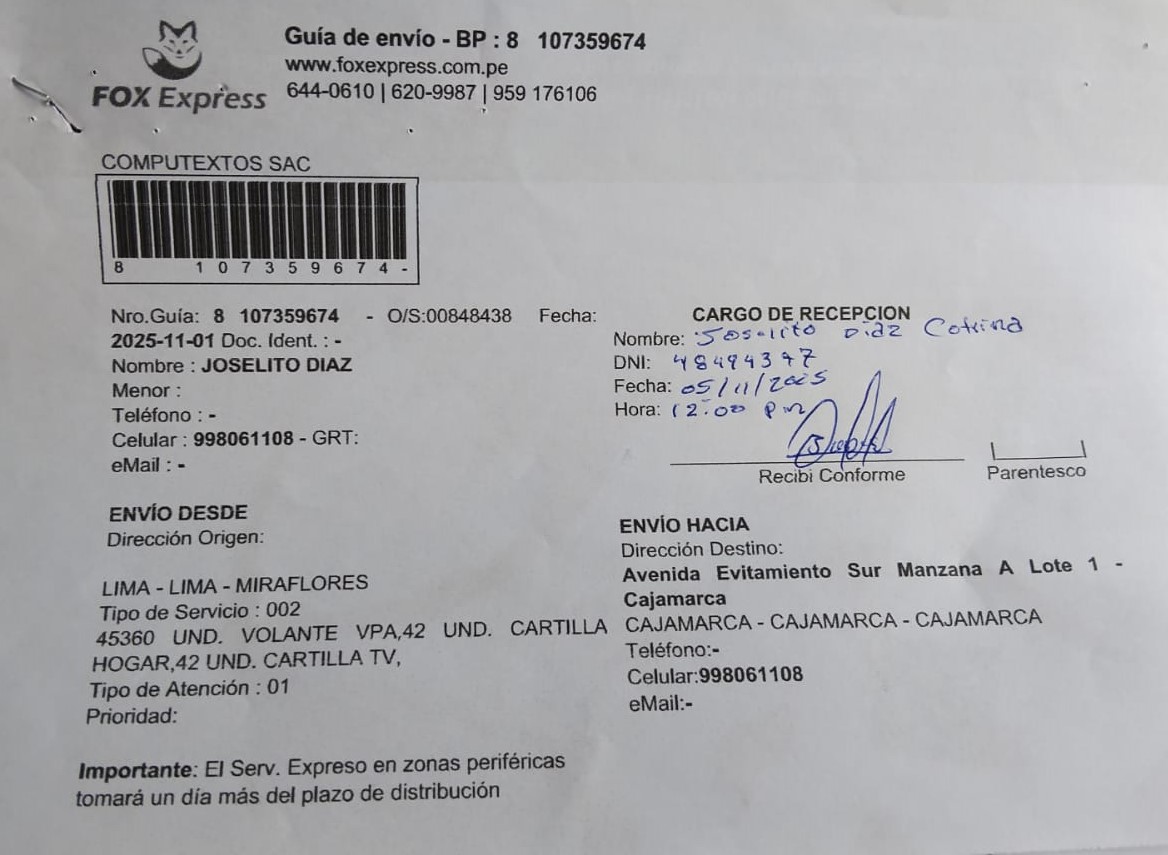 FOX Express
Guía de envío - BP : 8 107359674
www.foxexpress.com.pe
644-0610 | 620-9987 | 959 176106
COMPUTEXTOS SAC
8 107359674-
Nro.Guía: 8 107359674 - O/S:00848438 Fecha:
2025-11-01 Doc. Ident. : -
Nombre : JOSELITO DIAZ
Menor :
Teléfono : -
Celular : 998061108 - GRT:
eMail : -
CARGO DE RECEPCION
Nombre: Joselito Diaz Cotrina
DNI: 48494347
Fecha: 05/11/2025
Hora: 12:00 pm
Recibi Conforme
Parentesco
ENVÍO DESDE
Dirección Origen:
LIMA - LIMA - MIRAFLORES
Tipo de Servicio : 002
45360 UND. VOLANTE VPA,42 UND. CARTILLA
HOGAR,42 UND. CARTILLA TV,
Tipo de Atención : 01
Prioridad:
ENVÍO HACIA
Dirección Destino:
Avenida Evitamiento Sur Manzana A Lote 1 -
Cajamarca
CAJAMARCA - CAJAMARCA - CAJAMARCA
Teléfono:-
Celular:998061108
eMail:-
Importante: El Serv. Expreso en zonas periféricas
tomará un día más del plazo de distribución